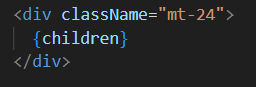 <div className="mt-24">
  {children}
</div>